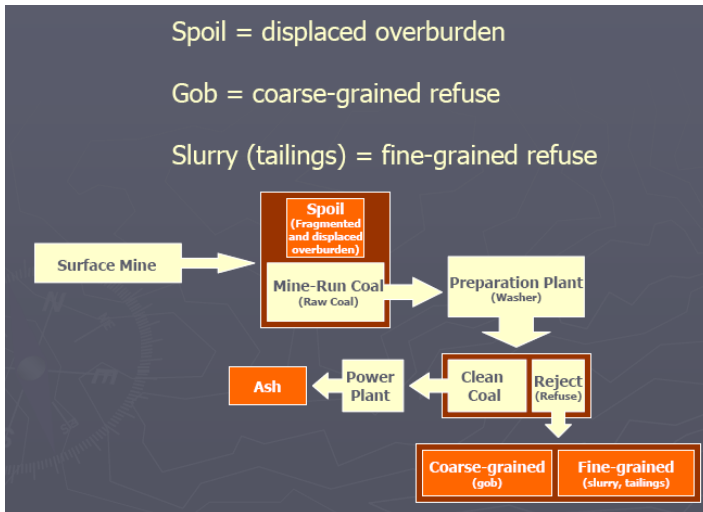 Spoil = displaced overburden
Gob = coarse-grained refuse
Slurry (tailings) = fine-grained refuse
Spoil
(Fragmented
and displaced
overburden)
Surface Mine
Mine-Run Coal
(Raw Coal)
Preparation Plant
(Washer)
Ash
Power
Plant
Clean
Coal
Reject
(Refuse)
Coarse-grained
(gob)
Fine-grained
(slurry, tailings)